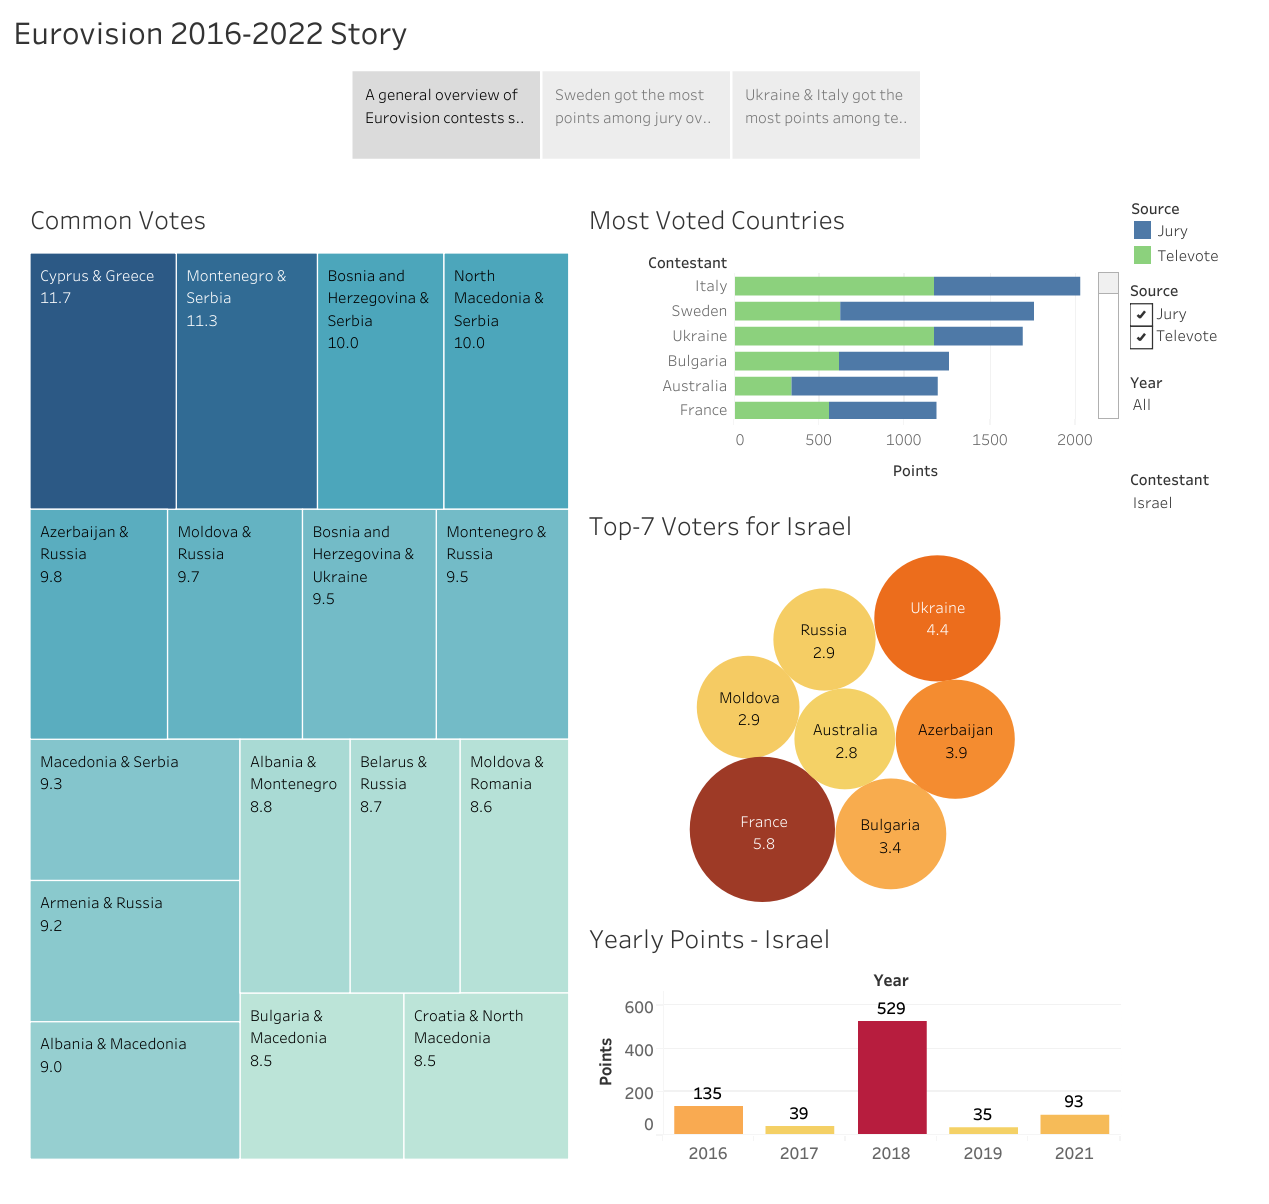 Eurovision 2016-2022 Story
A general overview of
Eurovision contests s..
Sweden got the most
points among jury ov..
Ukraine & Italy got the
most points among te..
Common Votes
Cyprus & Greece
11.7
Montenegro &
Serbia
11.3
Bosnia and
Herzegovina &
Serbia
10.0
North
Macedonia &
Serbia
10.0
Azerbaijan &
Russia
9.8
Moldova &
Russia
9.7
Bosnia and
Herzegovina &
Ukraine
9.5
Montenegro &
Russia
9.5
Macedonia & Serbia
9.3
Armenia & Russia
9.2
Albania & Macedonia
9.0
Albania &
Montenegro
8.8
Belarus &
Russia
8.7
Moldova &
Romania
8.6
Bulgaria &
Macedonia
8.5
Croatia & North
Macedonia
8.5
Most Voted Countries
Contestant
Italy
Sweden
Ukraine
Bulgaria
Australia
France
0 500 1000 1500 2000
Points
Source
Jury
Televote
Source
Jury
Televote
Year
All
Contestant
Israel
Top-7 Voters for Israel
Ukraine
4.4
Russia
2.9
Moldova
2.9
Australia
2.8
Azerbaijan
3.9
France
5.8
Bulgaria
3.4
Yearly Points - Israel
Year
Points
600
400
200
0
135
39
529
35
93
2016 2017 2018 2019 2021